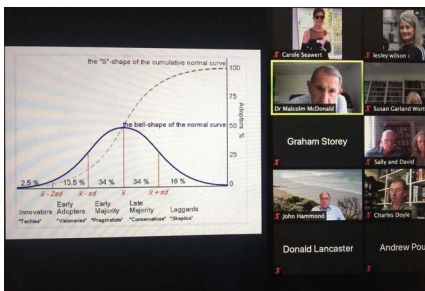 the "S"-shape of the cumulative normal curve
100
75
the bell-shape of the normal curve
50
Adopters %
25
0
2.5 %
13.5 %
34 %
34 %
16 %
x̄ - 2sd
x̄ - sd
x̄
x̄ + sd
Innovators
Early
Adopters
Early
Majority
Late
Majority
Laggards
"Techies"
"Visionaries"
"Pragmatists"
"Conservatives"
"Skeptics"
Carole Seawert
lesley wilson
Dr Malcolm McDonald
Susan Garland Wort
Graham Storey
Sally and David
John Hammond
Charles Doyle
Donald Lancaster
Andrew Pou